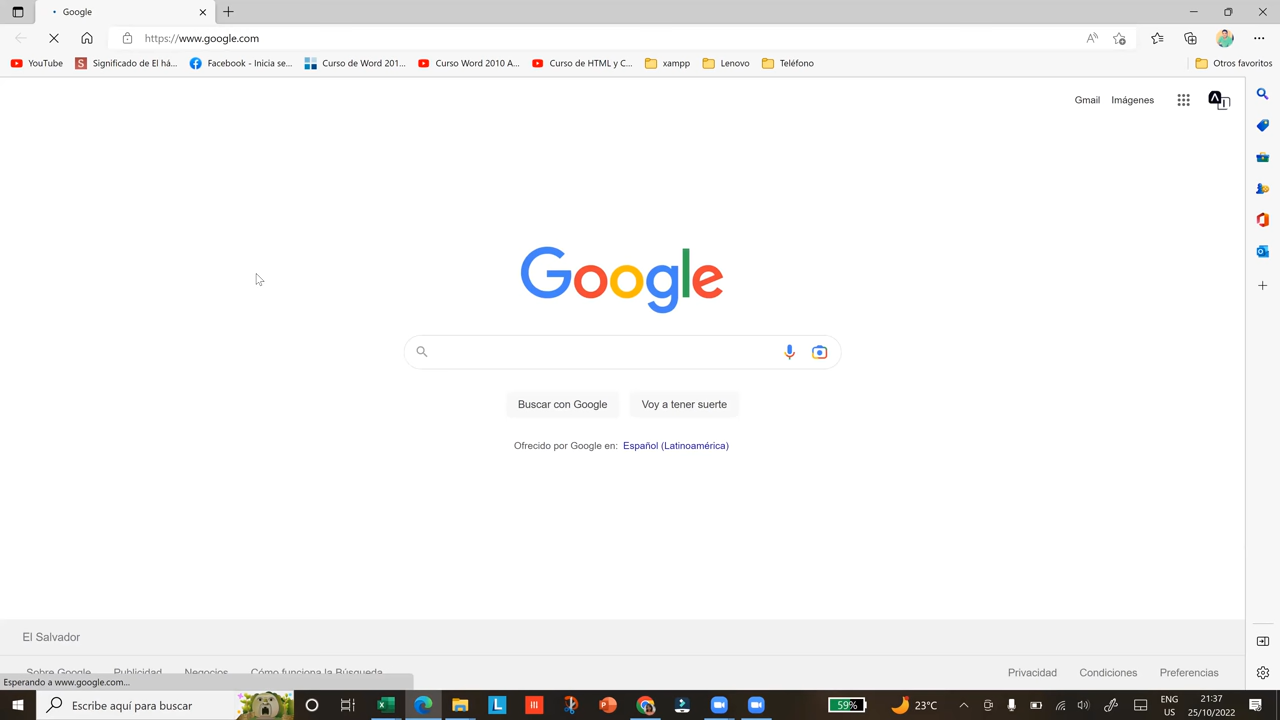 Google
https://www.google.com
YouTube
Significado de El há...
Facebook - Inicia se...
Curso de Word 201...
Curso Word 2010 A...
Curso de HTML y C...
xampp
Lenovo
Teléfono
Otros favoritos
Gmail
Imágenes
Google
Buscar con Google
Voy a tener suerte
Ofrecido por Google en: Español (Latinoamérica)
El Salvador
Sobre Google
Publicidad
Negocios
Cómo funciona la Búsqueda
Privacidad
Condiciones
Preferencias
Esperando a www.google.com...
Escribe aquí para buscar
59%
23°C
ENG
US
21:37
25/10/2022